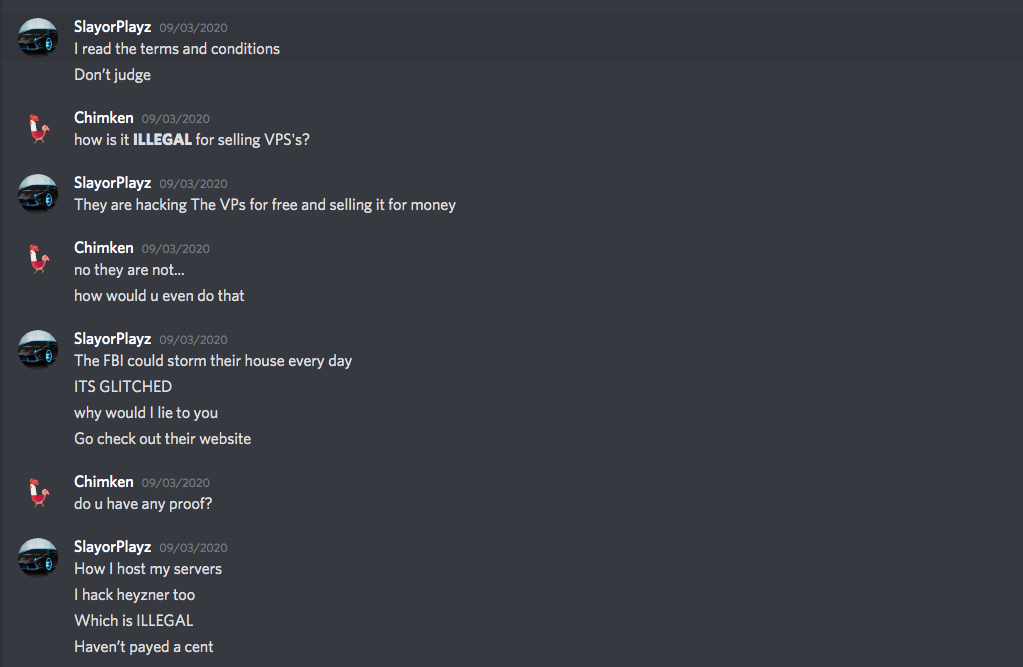 SlayorPlayz 09/03/2020
I read the terms and conditions
Don't judge
Chimken 09/03/2020
how is it ILLEGAL for selling VPS's?
SlayorPlayz 09/03/2020
They are hacking The VPs for free and selling it for money
Chimken 09/03/2020
no they are not...
how would u even do that
SlayorPlayz 09/03/2020
The FBI could storm their house every day
ITS GLITCHED
why would I lie to you
Go check out their website
Chimken 09/03/2020
do u have any proof?
SlayorPlayz 09/03/2020
How I host my servers
I hack heyzner too
Which is ILLEGAL
Haven't payed a cent